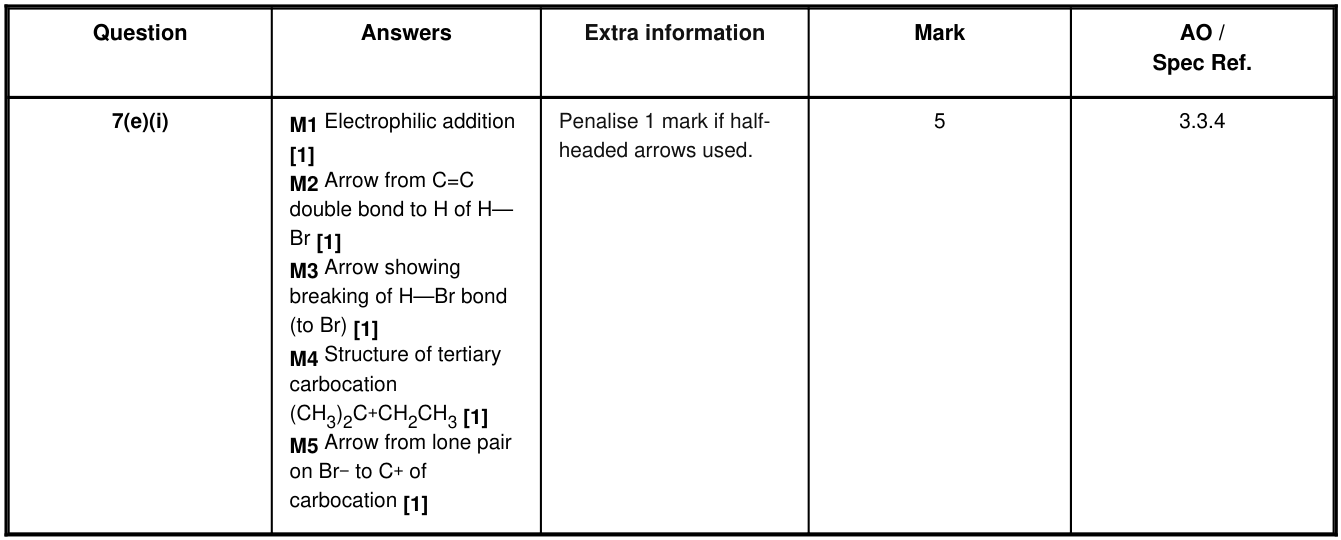 Question Answers Extra information Mark AO /
Spec Ref.
7(e)(i)
M1 Electrophilic addition
[1]
M2 Arrow from C=C
double bond to H of H—
Br [1]
M3 Arrow showing
breaking of H—Br bond
(to Br) [1]
M4 Structure of tertiary
carbocation
(CH3)2C+CH2CH3 [1]
M5 Arrow from lone pair
on Br− to C+ of
carbocation [1]
Penalise 1 mark if half-
headed arrows used.
5
3.3.4